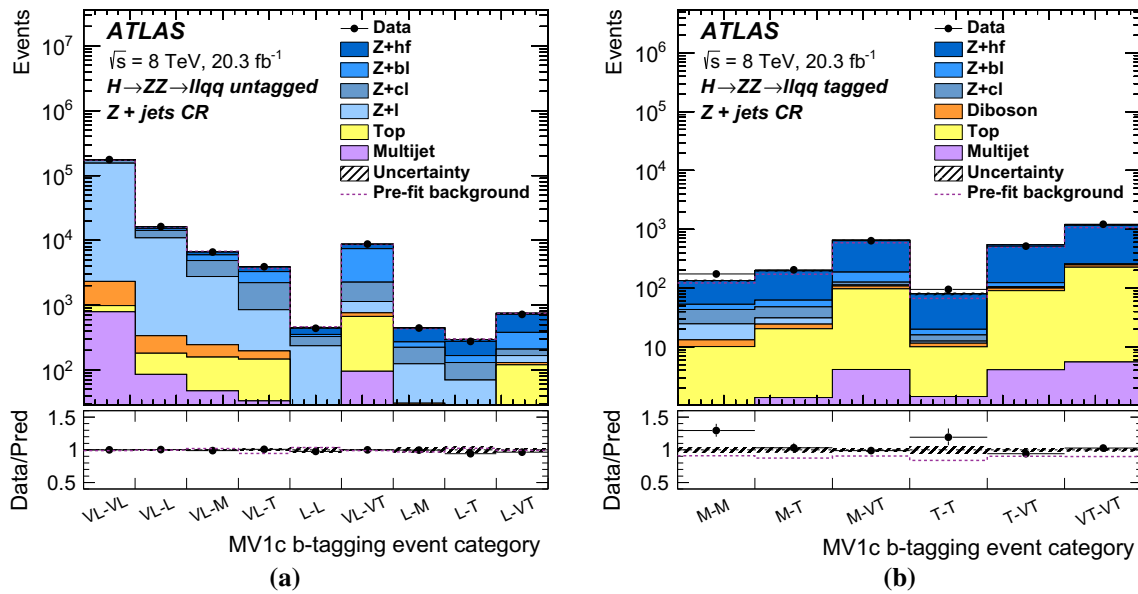 Events
10⁷
10⁶
10⁵
10⁴
10³
10²
ATLAS
√s = 8 TeV, 20.3 fb⁻¹
H→ZZ→llqq untagged
Z + jets CR
Data
Z+hf
Z+bl
Z+cl
Z+l
Top
Multijet
Uncertainty
Pre-fit background
Data/Pred
1.5
1
0.5
VL-VL
VL-L
VL-M
VL-T
L-L
VL-VT
L-M
L-T
L-VT
MV1c b-tagging event category
(a)
Events
10⁶
10⁵
10⁴
10³
10²
10
ATLAS
√s = 8 TeV, 20.3 fb⁻¹
H→ZZ→llqq tagged
Z + jets CR
Data
Z+hf
Z+bl
Z+cl
Diboson
Top
Multijet
Uncertainty
Pre-fit background
Data/Pred
1.5
1
0.5
M-M
M-T
M-VT
T-T
T-VT
VT-VT
MV1c b-tagging event category
(b)